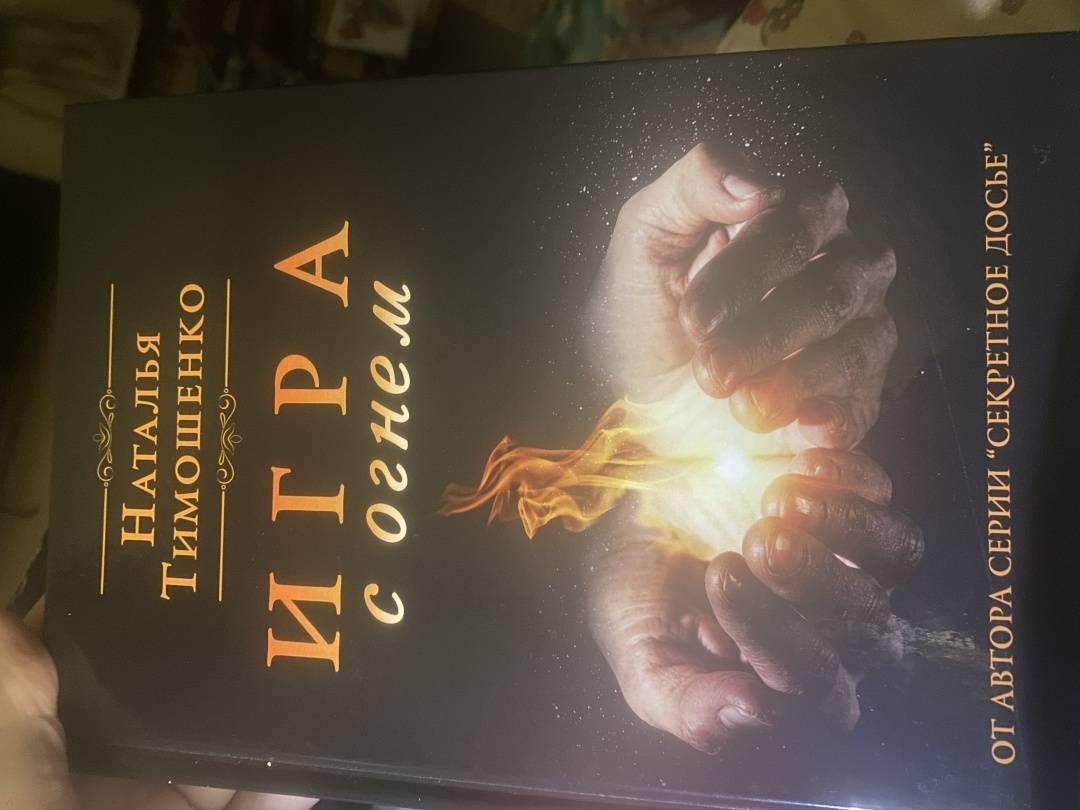 НАТАЛЬЯ
ТИМОШЕНКО
ИГРА
с огнем
ОТ АВТОРА СЕРИИ “СЕКРЕТНОЕ ДОСЬЕ”